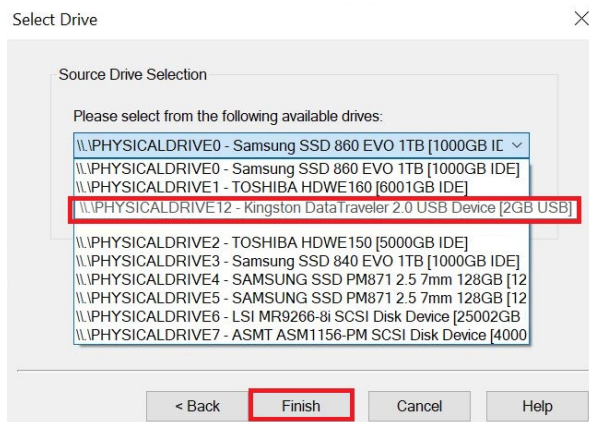 Select Drive
Source Drive Selection
Please select from the following available drives:
\\.\PHYSICALDRIVE0 - Samsung SSD 860 EVO 1TB [1000GB ID
\\.\PHYSICALDRIVE0 - Samsung SSD 860 EVO 1TB [1000GB IDE]
\\.\PHYSICALDRIVE1 - TOSHIBA HDWE160 [6001GB IDE]
\\.\PHYSICALDRIVE12 - Kingston DataTraveler 2.0 USB Device [2GB USB]
\\.\PHYSICALDRIVE2 - TOSHIBA HDWE150 [5000GB IDE]
\\.\PHYSICALDRIVE3 - Samsung SSD 840 EVO 1TB [1000GB IDE]
\\.\PHYSICALDRIVE4 - SAMSUNG SSD PM871 2.5 7mm 128GB [12
\\.\PHYSICALDRIVE5 - SAMSUNG SSD PM871 2.5 7mm 128GB [12
\\.\PHYSICALDRIVE6 - LSI MR9266-8i SCSI Disk Device [25002GB
\\.\PHYSICALDRIVE7 - ASMT ASM1156-PM SCSI Disk Device [4000
< Back Finish Cancel Help